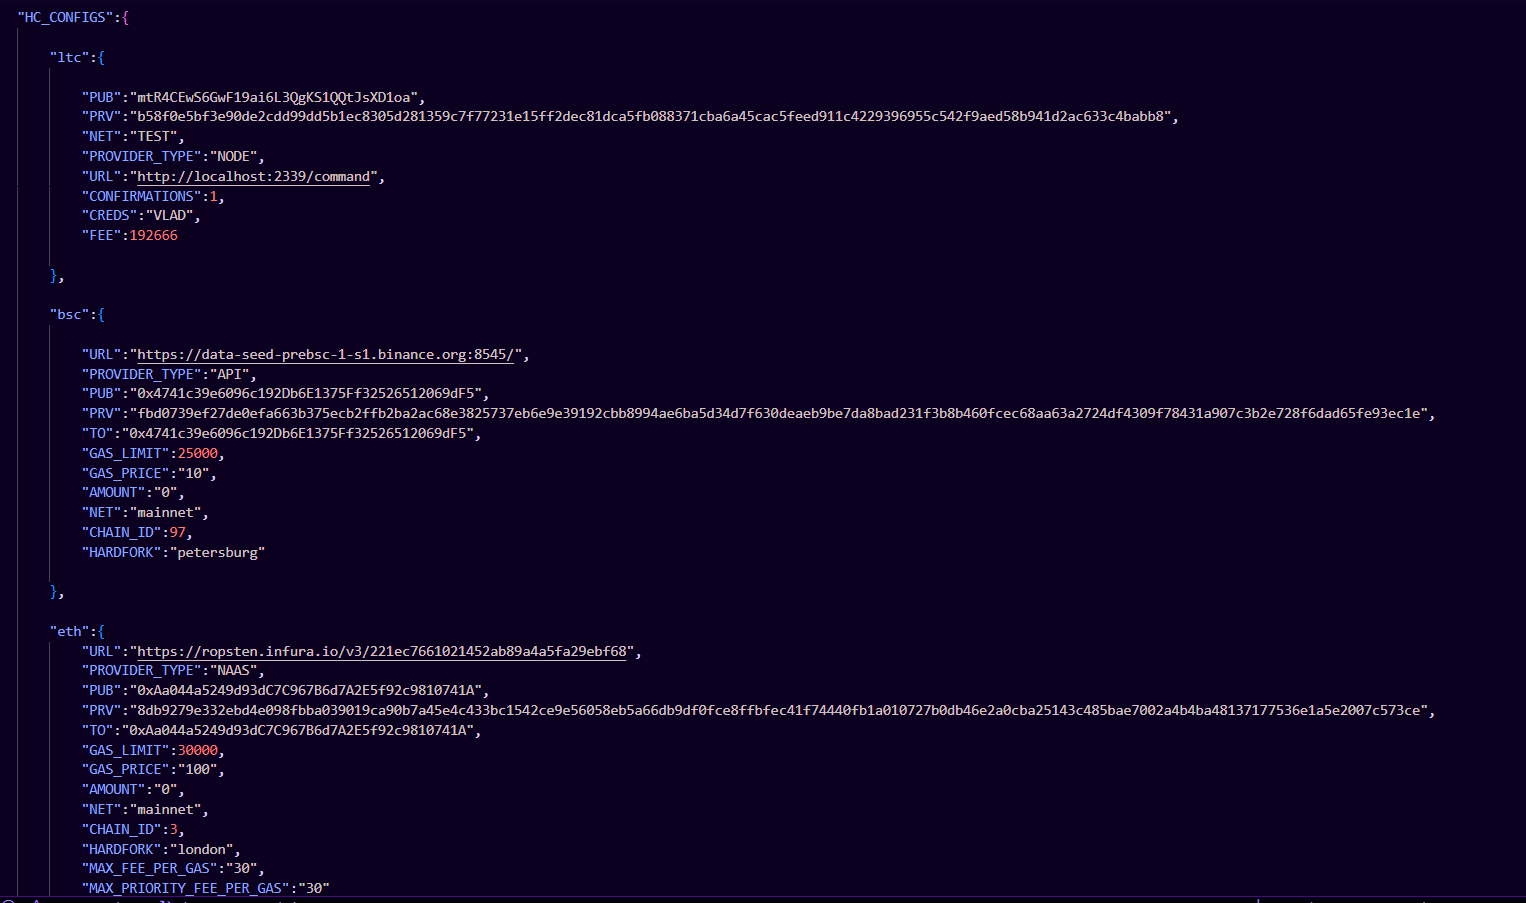 "HC_CONFIGS":{
"ltc":{
"PUB":"mtR4CEwS6GwF19ai6L3QgKS1QQtJsXD1oa",
"PRV":"b58f0e5bf3e90de2cdd99dd5b1ec8305d281359c7f77231e15ff2dec81dca5fb088371cba6a45cac5feed911c4229396955c542f9aed58b941d2ac633c4babb8",
"NET":"TEST",
"PROVIDER_TYPE":"NODE",
"URL":"http://localhost:2339/command",
"CONFIRMATIONS":1,
"CREDS":"VLAD",
"FEE":192666
},
"bsc":{
"URL":"https://data-seed-prebsc-1-s1.binance.org:8545/",
"PROVIDER_TYPE":"API",
"PUB":"0x4741c39e6096c192Db6E1375Ff32526512069dF5",
"PRV":"fbd0739ef27de0efa663b375ecb2ffb2ba2ac68e3825737eb6e9e39192cbb8994ae6ba5d34d7f630deaeb9be7da8bad231f3b8b460fcec68aa63a2724df4309f78431a907c3b2e728f6dad65fe93ec1e",
"TO":"0x4741c39e6096c192Db6E1375Ff32526512069dF5",
"GAS_LIMIT":25000,
"GAS_PRICE":"10",
"AMOUNT":"0",
"NET":"mainnet",
"CHAIN_ID":97,
"HARDFORK":"petersburg"
},
"eth":{
"URL":"https://ropsten.infura.io/v3/221ec7661021452ab89a4a5fa29ebf68",
"PROVIDER_TYPE":"NAAS",
"PUB":"0xAa044a5249d93dC7C967B6d7A2E5f92c9810741A",
"PRV":"8db9279e332ebd4e098fbba039019ca90b7a45e4c433bc1542ce9e56058eb5a66db9df0fce8ffbfec41f74440fb1a010727b0db46e2a0cba25143c485bae7002a4b4ba48137177536e1a5e2007c573ce",
"TO":"0xAa044a5249d93dC7C967B6d7A2E5f92c9810741A",
"GAS_LIMIT":30000,
"GAS_PRICE":"100",
"AMOUNT":"0",
"NET":"mainnet",
"CHAIN_ID":3,
"HARDFORK":"london",
"MAX_FEE_PER_GAS":"30",
"MAX_PRIORITY_FEE_PER_GAS":"30"